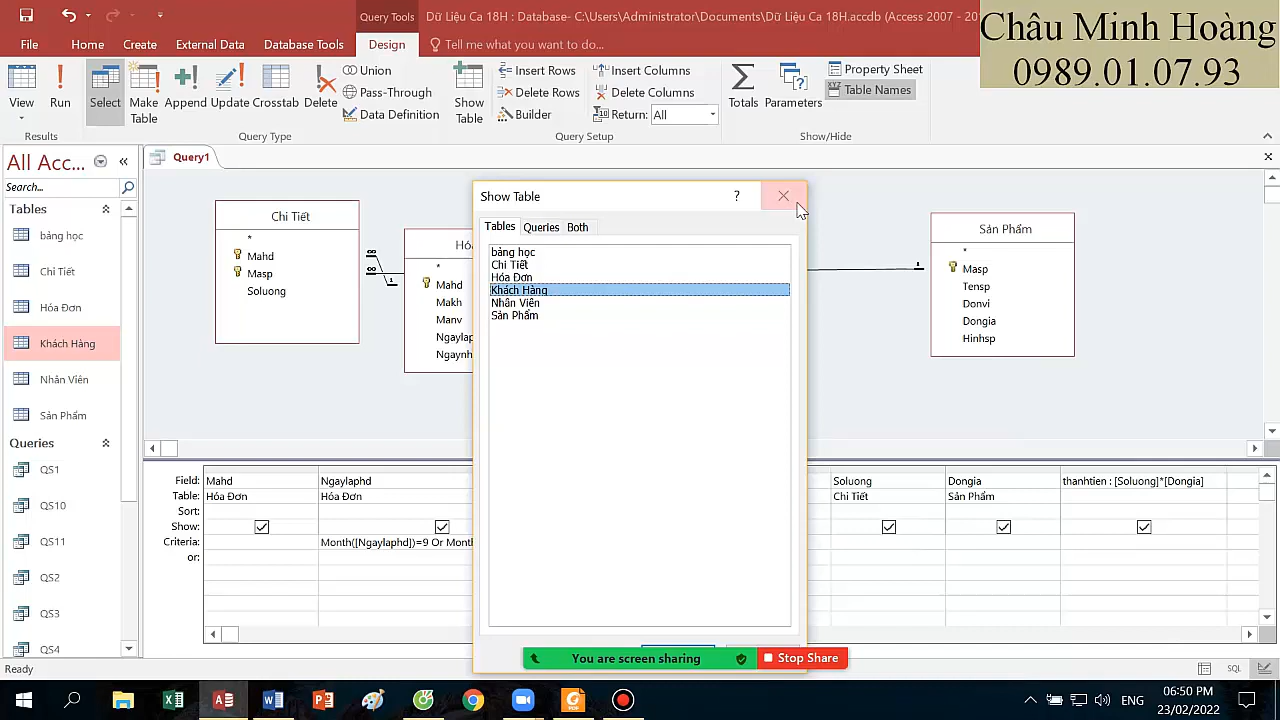 Query Tools
Dữ Liệu Ca 18H : Database- C:\Users\Administrator\Documents\Dữ Liệu Ca 18H.accdb (Access 2007 - 20
Châu Minh Hoàng
0989.01.07.93
File
Home
Create
External Data
Database Tools
Design
Tell me what you want to do...
View
Run
Select
Make Table
Append
Update
Crosstab
Delete
Union
Pass-Through
Data Definition
Show Table
Insert Rows
Delete Rows
Builder
Insert Columns
Delete Columns
Return: All
Totals
Parameters
Property Sheet
Table Names
Results
Query Type
Query Setup
Show/Hide
All Acc...
Search...
Tables
bảng học
Chi Tiết
Hóa Đơn
Khách Hàng
Nhân Viên
Sản Phẩm
Queries
QS1
QS10
QS11
QS2
QS3
QS4
Query1
Chi Tiết
*
Mahd
Masp
Soluong
*
Mahd
Makh
Manv
Show Table
?
Tables
Queries
Both
bảng học
Chi Tiết
Hóa Đơn
Khách Hàng
Nhân Viên
Sản Phẩm
Sản Phẩm
*
Masp
Tensp
Donvi
Dongia
Hinhsp
Field: Mahd Ngaylaphd Soluong Dongia thanhtien : [Soluong]*[Dongia]
Table: Hóa Đơn Hóa Đơn Chi Tiết Sản Phẩm
Sort:
Show:
Criteria: Month([Ngaylaphd])=9 Or Mont
or:
You are screen sharing
Stop Share
Ready
SQL
ENG
06:50 PM
23/02/2022